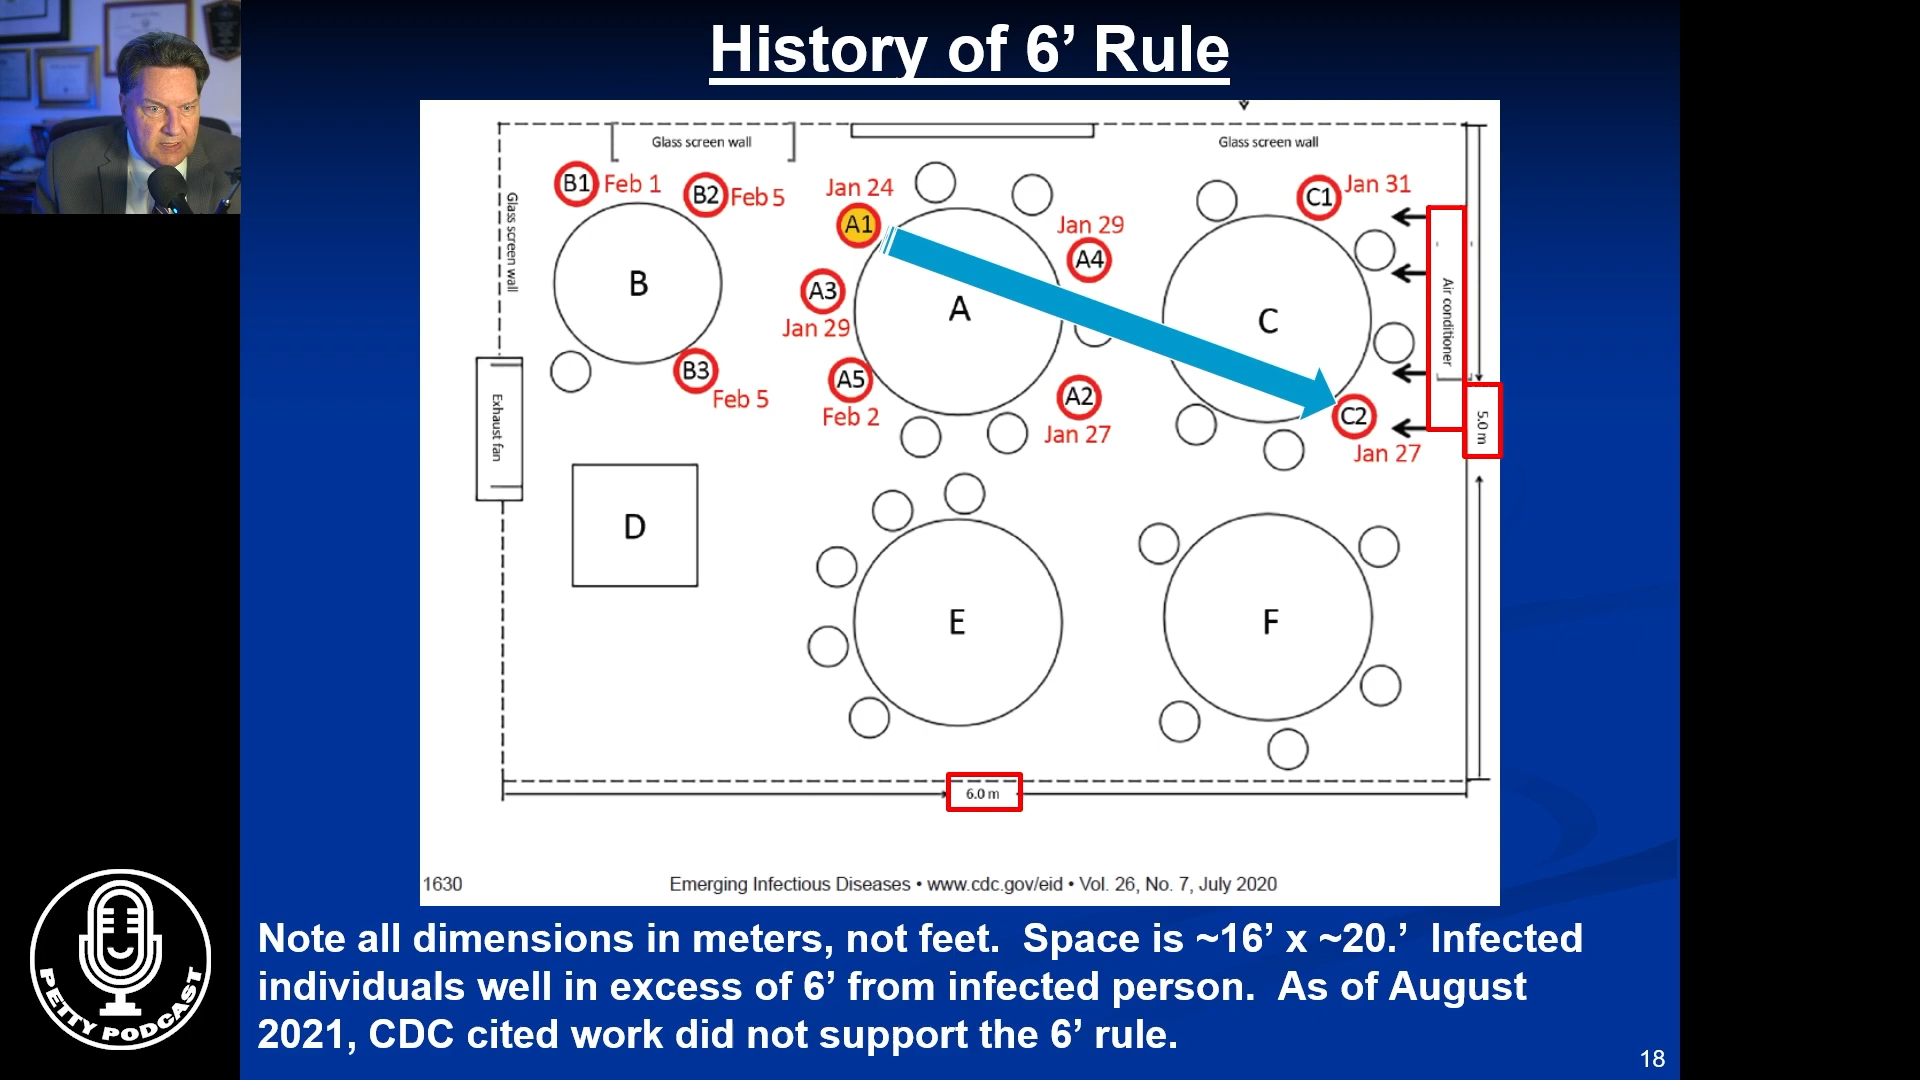 History of 6’ Rule
Glass screen wall
Glass screen wall
Glass screen wall
B1 Feb 1
B2 Feb 5
Jan 24
A1
Jan 29
A4
C1 Jan 31
B
A3
Jan 29
A
C
Air conditioner
B3
Feb 5
A5
Feb 2
A2
Jan 27
C2
Jan 27
5.0 m
Exhaust fan
D
E
F
6.0 m
1630
Emerging Infectious Diseases • www.cdc.gov/eid • Vol. 26, No. 7, July 2020
Note all dimensions in meters, not feet. Space is ~16’ x ~20.’ Infected
individuals well in excess of 6’ from infected person. As of August
2021, CDC cited work did not support the 6’ rule.
PETTY PODCAST
18